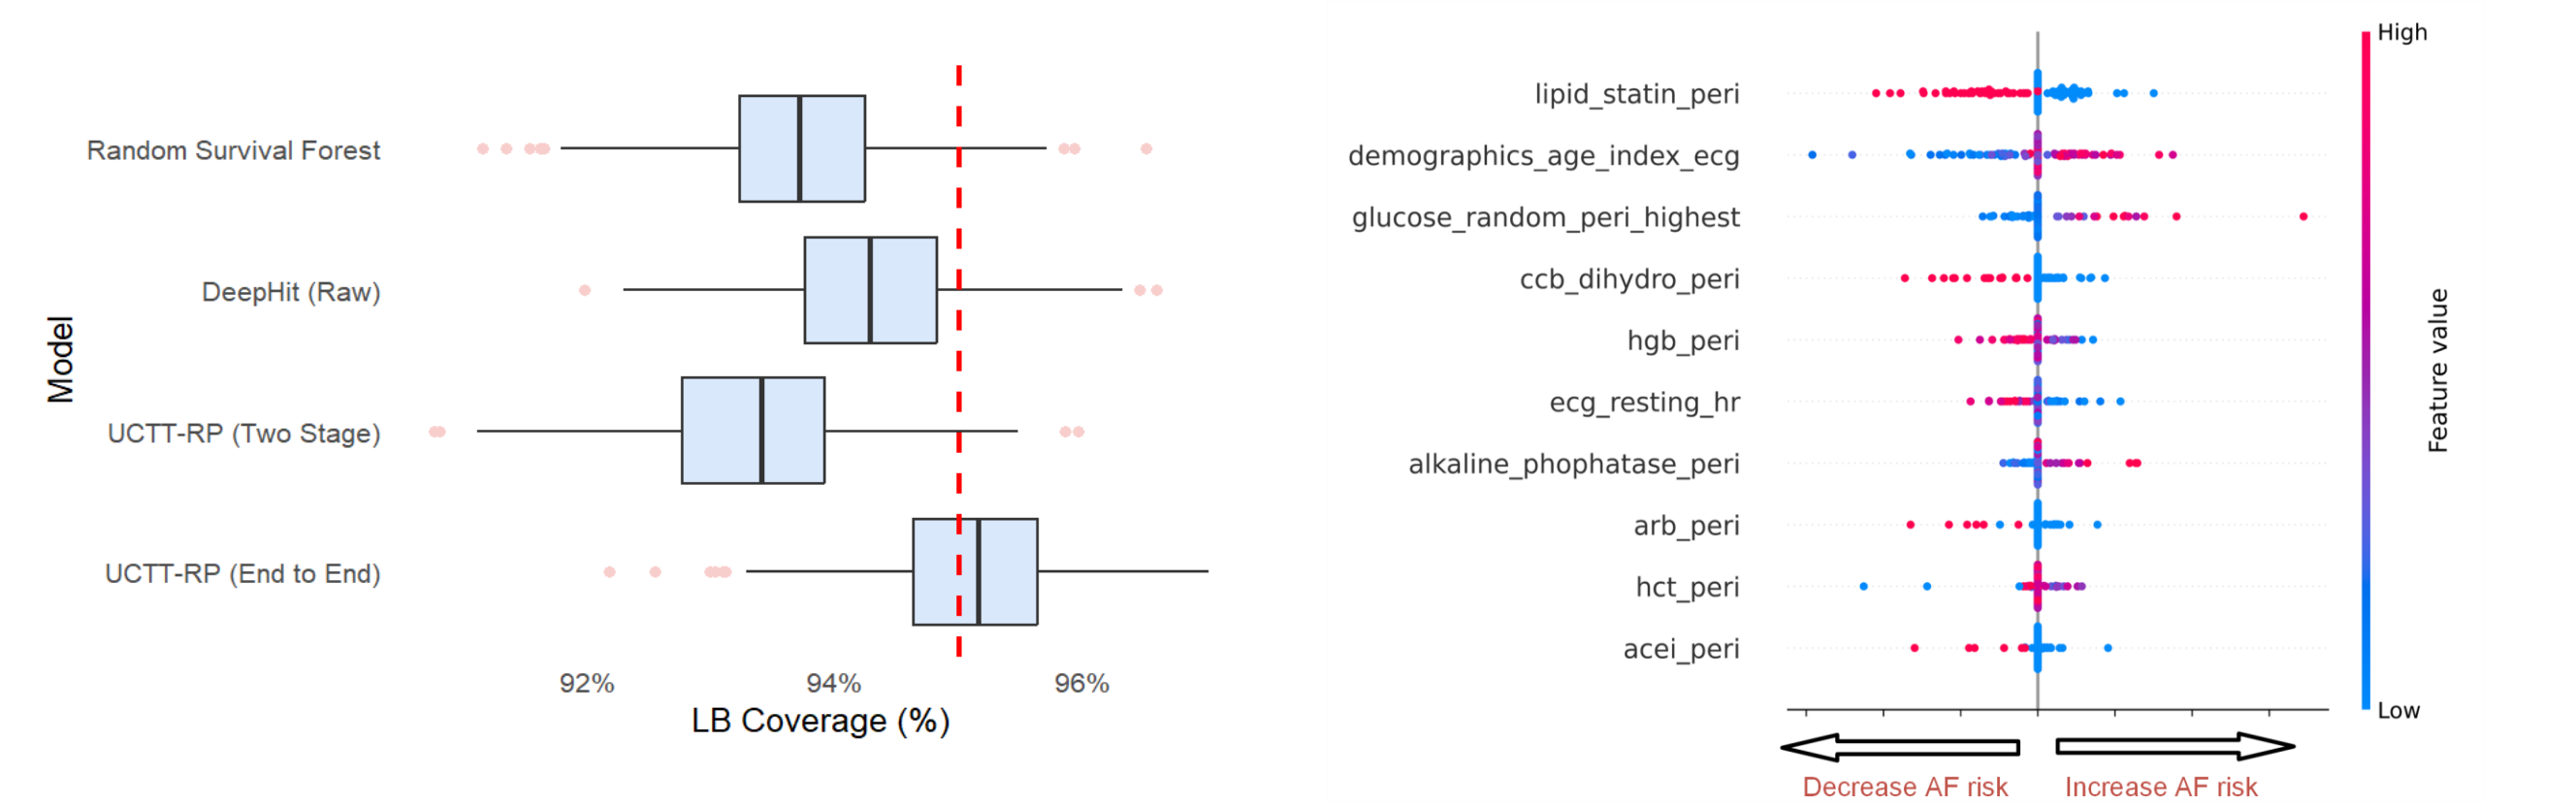 Model
Random Survival Forest
DeepHit (Raw)
UCTT-RP (Two Stage)
UCTT-RP (End to End)
92% 94% 96%
LB Coverage (%)
lipid_statin_peri
demographics_age_index_ecg
glucose_random_peri_highest
ccb_dihydro_peri
hgb_peri
ecg_resting_hr
alkaline_phophatase_peri
arb_peri
hct_peri
acei_peri
Decrease AF risk Increase AF risk
High
Feature value
Low